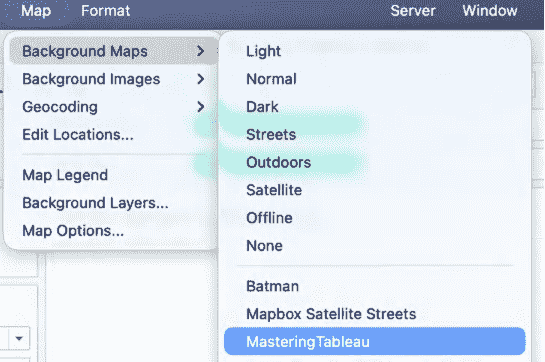 Map Format Server Window
Background Maps
Background Images
Geocoding
Edit Locations...
Map Legend
Background Layers...
Map Options...
Light
Normal
Dark
Streets
Outdoors
Satellite
Offline
None
Batman
Mapbox Satellite Streets
MasteringTableau